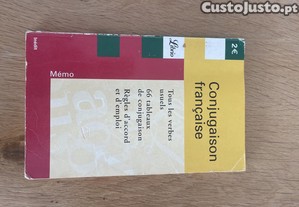 CustoJusto.pt
2€
Librio
Conjugaison
française
Tous les verbes
usuels
66 tableaux
de conjugaison
Règles d'accord
et d'emploi
Mémo